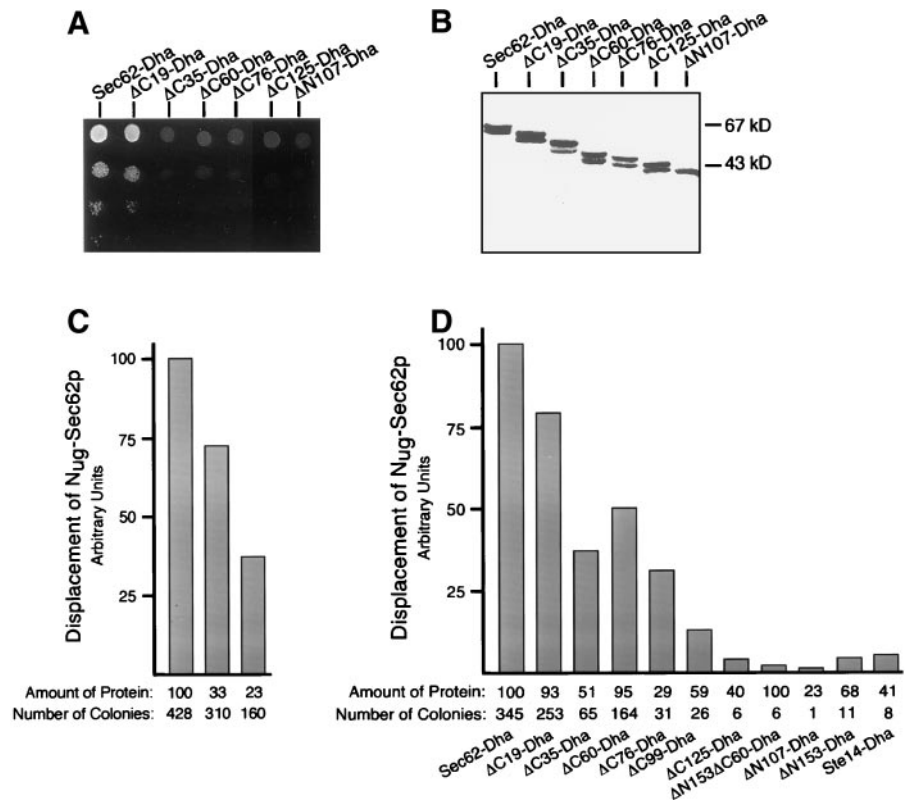 A
Sec62-Dha
ΔC19-Dha
ΔC35-Dha
ΔC60-Dha
ΔC76-Dha
ΔC125-Dha
ΔN107-Dha
B
Sec62-Dha
ΔC19-Dha
ΔC35-Dha
ΔC60-Dha
ΔC76-Dha
ΔC125-Dha
ΔN107-Dha
67 kD
43 kD
C
Displacement of Nug-Sec62p
Arbitrary Units
100
75
50
25
Amount of Protein: 100 33 23
Number of Colonies: 428 310 160
D
Displacement of Nug-Sec62p
Arbitrary Units
100
75
50
25
Amount of Protein: 100 93 51 95 29 59 40 100 23 68 41
Number of Colonies: 345 253 65 164 31 26 6 6 1 11 8
Sec62-Dha
ΔC19-Dha
ΔC35-Dha
ΔC60-Dha
ΔC76-Dha
ΔC99-Dha
ΔC125-Dha
ΔN153ΔC60-Dha
ΔN107-Dha
ΔN153-Dha
Ste14-Dha